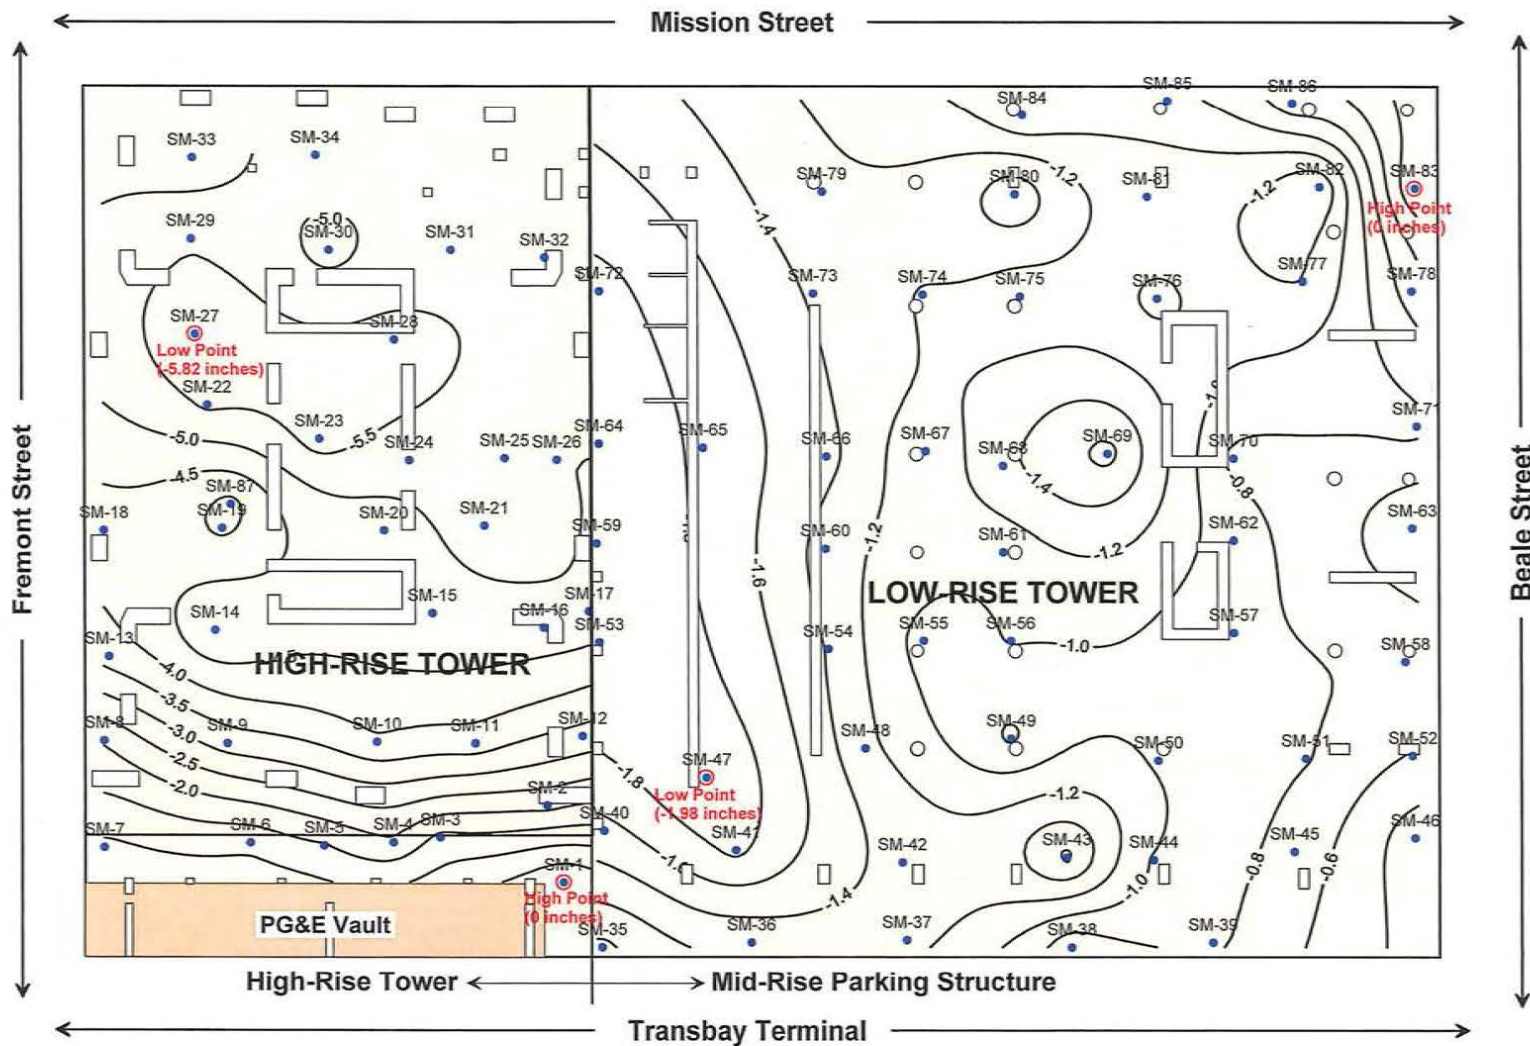 Mission Street
SM-84
SM-85
SM-86
SM-33
SM-34
SM-79
SM-80
-1.2
SM-81
SM-82
-1.2
SM-83
High Point
(0 inches)
SM-29
-5.0
SM-30
SM-31
SM-32
-1.4
SM-72
SM-73
SM-74
SM-75
SM-76
SM-77
SM-78
SM-27
Low Point
(-5.82 inches)
SM-28
SM-22
SM-23
-5.0
-5.5
SM-24
SM-25
SM-26
SM-64
SM-65
SM-66
SM-67
SM-68
SM-69
SM-70
SM-71
-4.5
SM-87
SM-18
SM-19
SM-20
SM-21
SM-59
SM-60
-1.2
-1.4
SM-61
-1.2
-0.8
SM-62
SM-63
Fremont Street
Beale Street
-1.6
LOW-RISE TOWER
SM-14
SM-15
SM-16
SM-17
SM-13
SM-53
SM-54
SM-55
SM-56
-1.0
SM-57
SM-58
HIGH-RISE TOWER
-4.0
-3.5
-3.0
-2.5
-2.0
SM-8
SM-9
SM-10
SM-11
SM-12
-1.8
SM-47
Low Point
(-1.98 inches)
SM-48
SM-49
SM-50
SM-51
SM-52
SM-2
-1.2
SM-7
SM-6
SM-5
SM-4
SM-3
SM-40
SM-41
SM-42
SM-43
SM-44
SM-45
SM-46
SM-1
High Point
(0 inches)
-1.4
-1.0
-0.8
-0.6
PG&E Vault
SM-35
SM-36
SM-37
SM-38
SM-39
High-Rise Tower
Mid-Rise Parking Structure
Transbay Terminal